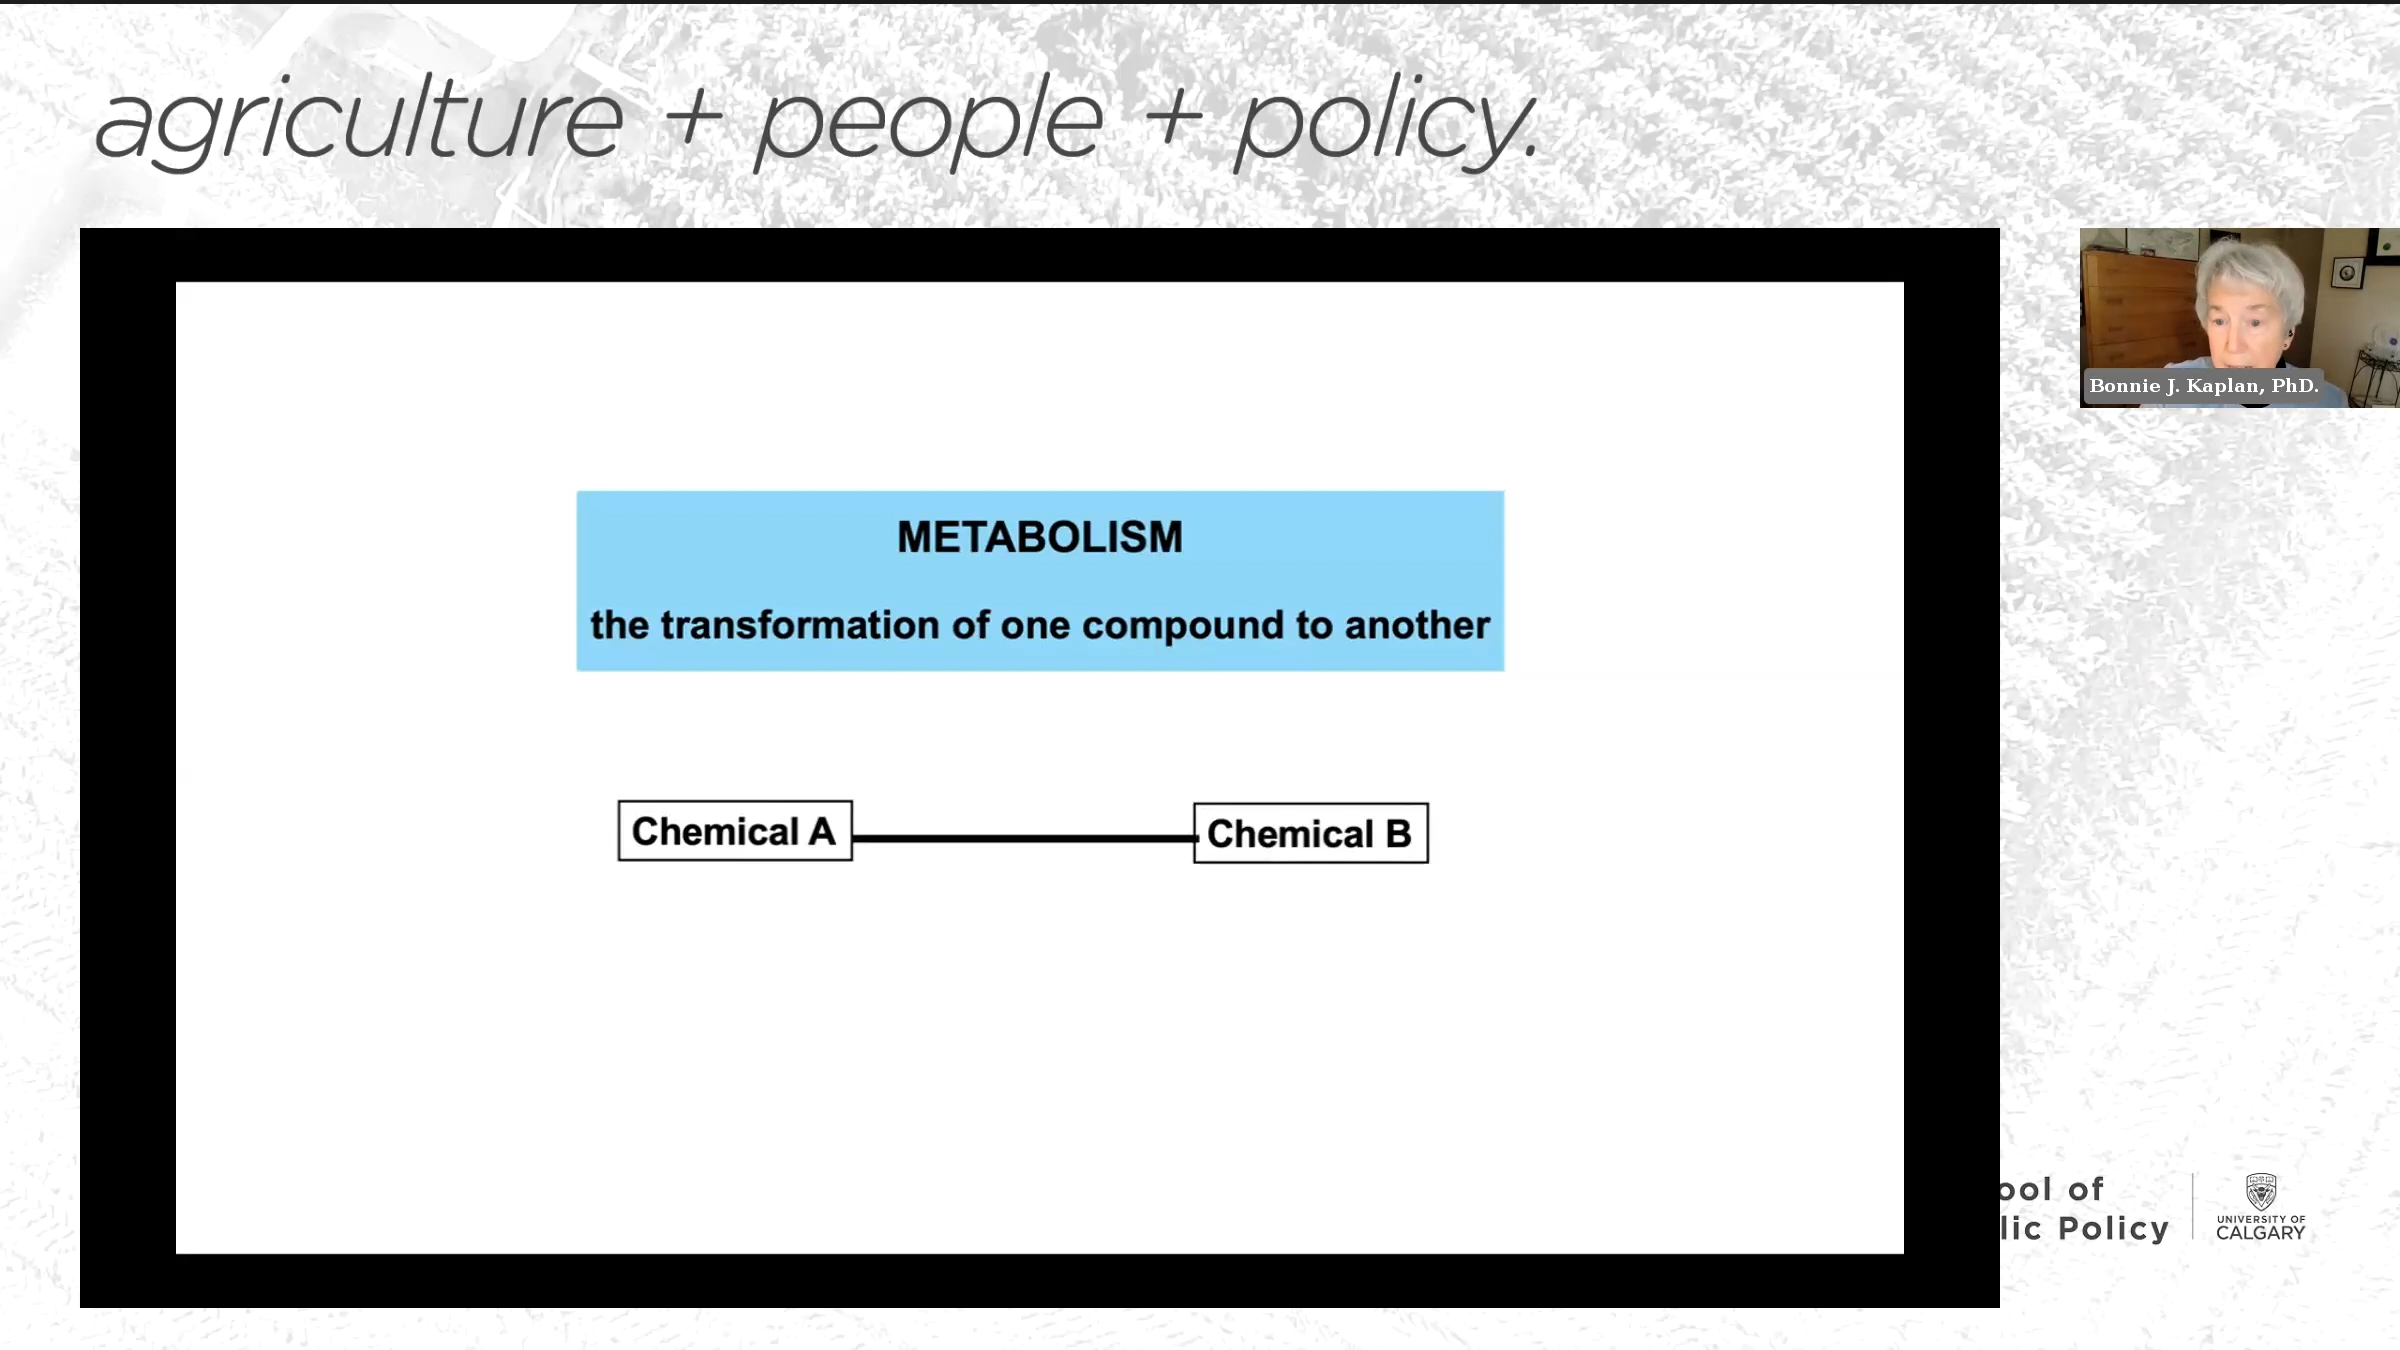 agriculture + people + policy.
Bonnie J. Kaplan, PhD.
METABOLISM
the transformation of one compound to another
Chemical A
Chemical B
ool of
lic Policy
UNIVERSITY OF
CALGARY